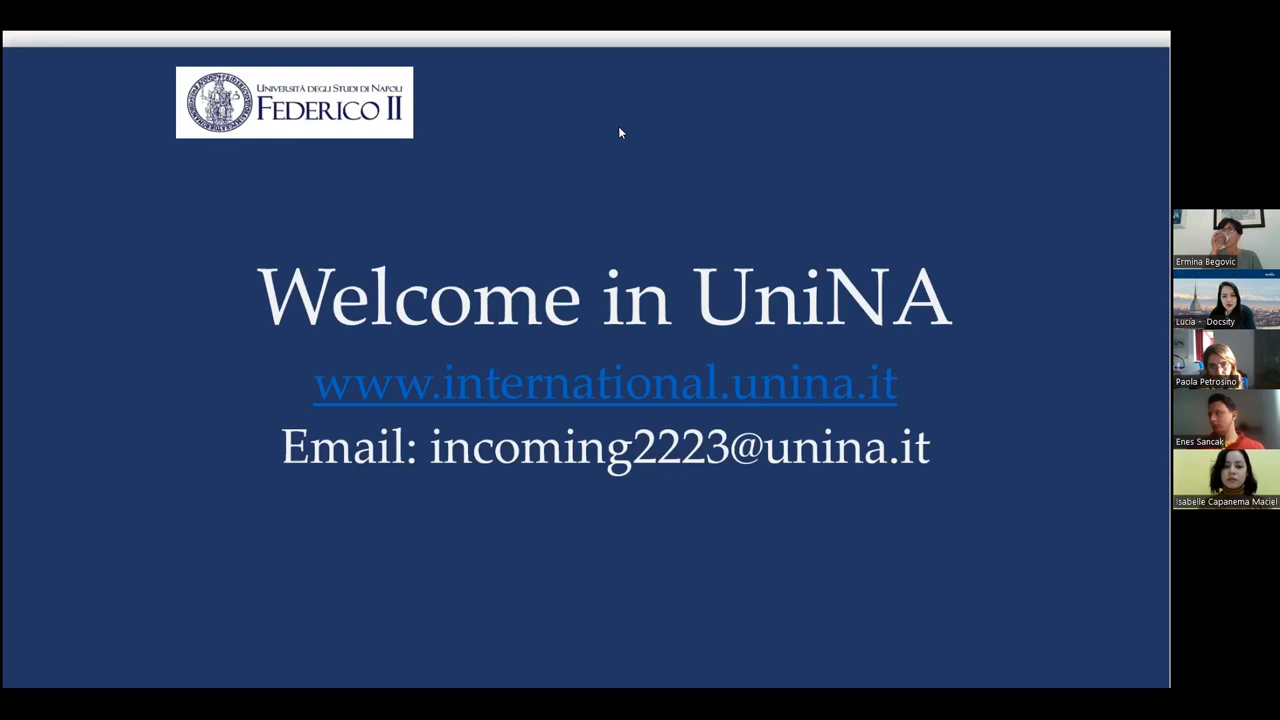 UNIVERSITÀ DEGLI STUDI DI NAPOLI
FEDERICO II
Welcome in UniNA
www.international.unina.it
Email: incoming2223@unina.it
Ermina Begovic
Lucía - Docsity
Paola Petrosino
Enes Sancak
Isabelle Capanema Maciel